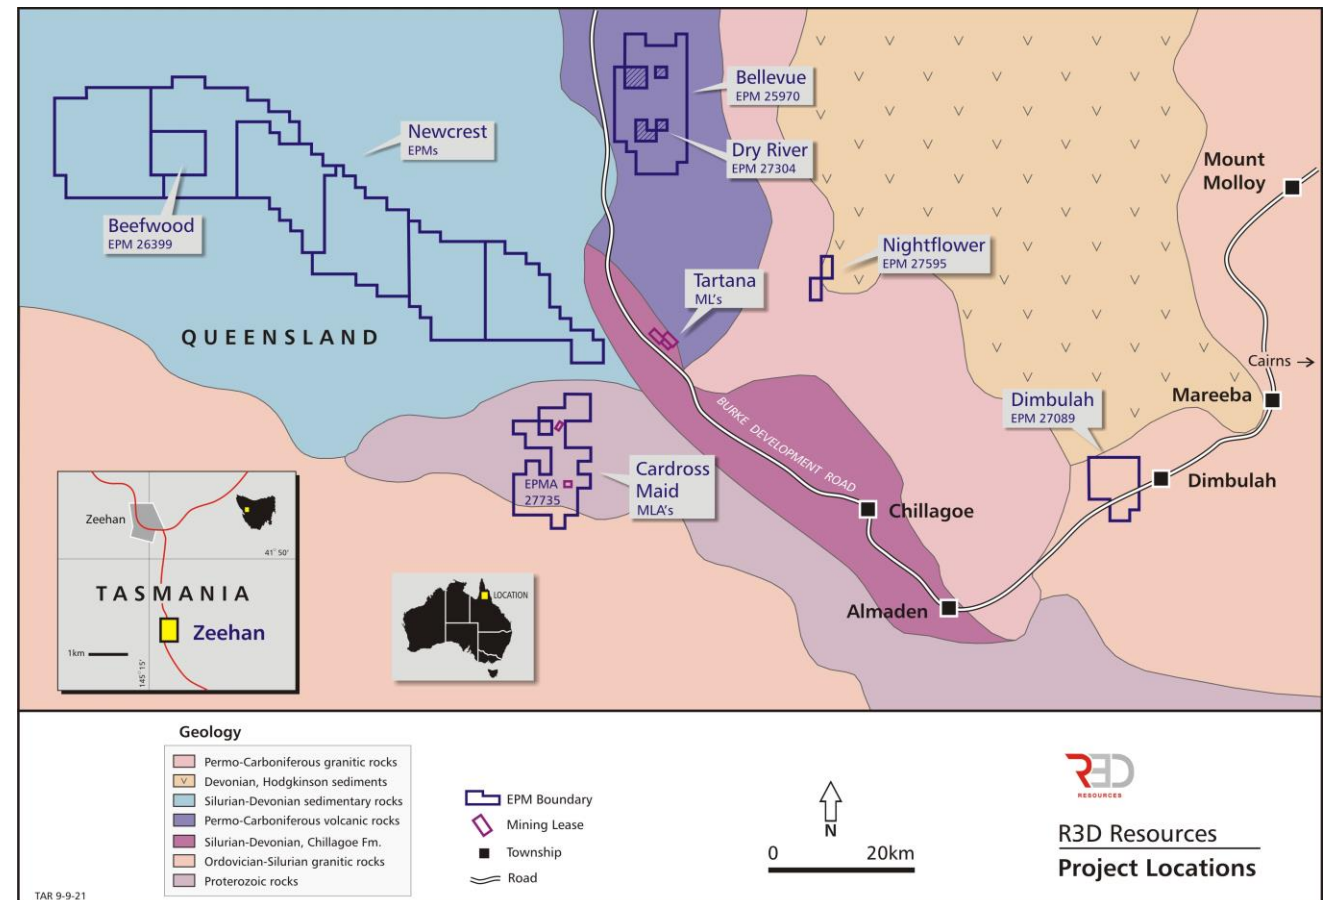 Bellevue
EPM 25970
Newcrest
EPMs
Dry River
EPM 27304
Mount
Molloy
Beefwood
EPM 26399
Nightflower
EPM 27595
Tartana
ML's
QUEENSLAND
Cairns →
Mareeba
Dimbulah
EPM 27089
BURKE DEVELOPMENT ROAD
Cardross
Maid
MLA's
EPMA
27735
Dimbulah
Chillagoe
Almaden
Zeehan
41° 50'
TASMANIA
Zeehan
1km
145° 15'
LOCATION
Geology
Permo-Carboniferous granitic rocks
Devonian, Hodgkinson sediments
Silurian-Devonian sedimentary rocks
Permo-Carboniferous volcanic rocks
Silurian-Devonian, Chillagoe Fm.
Ordovician-Silurian granitic rocks
Proterozoic rocks
EPM Boundary
Mining Lease
Township
Road
N
0 20km
R3D
RESOURCES
R3D Resources
Project Locations
TAR 9-9-21